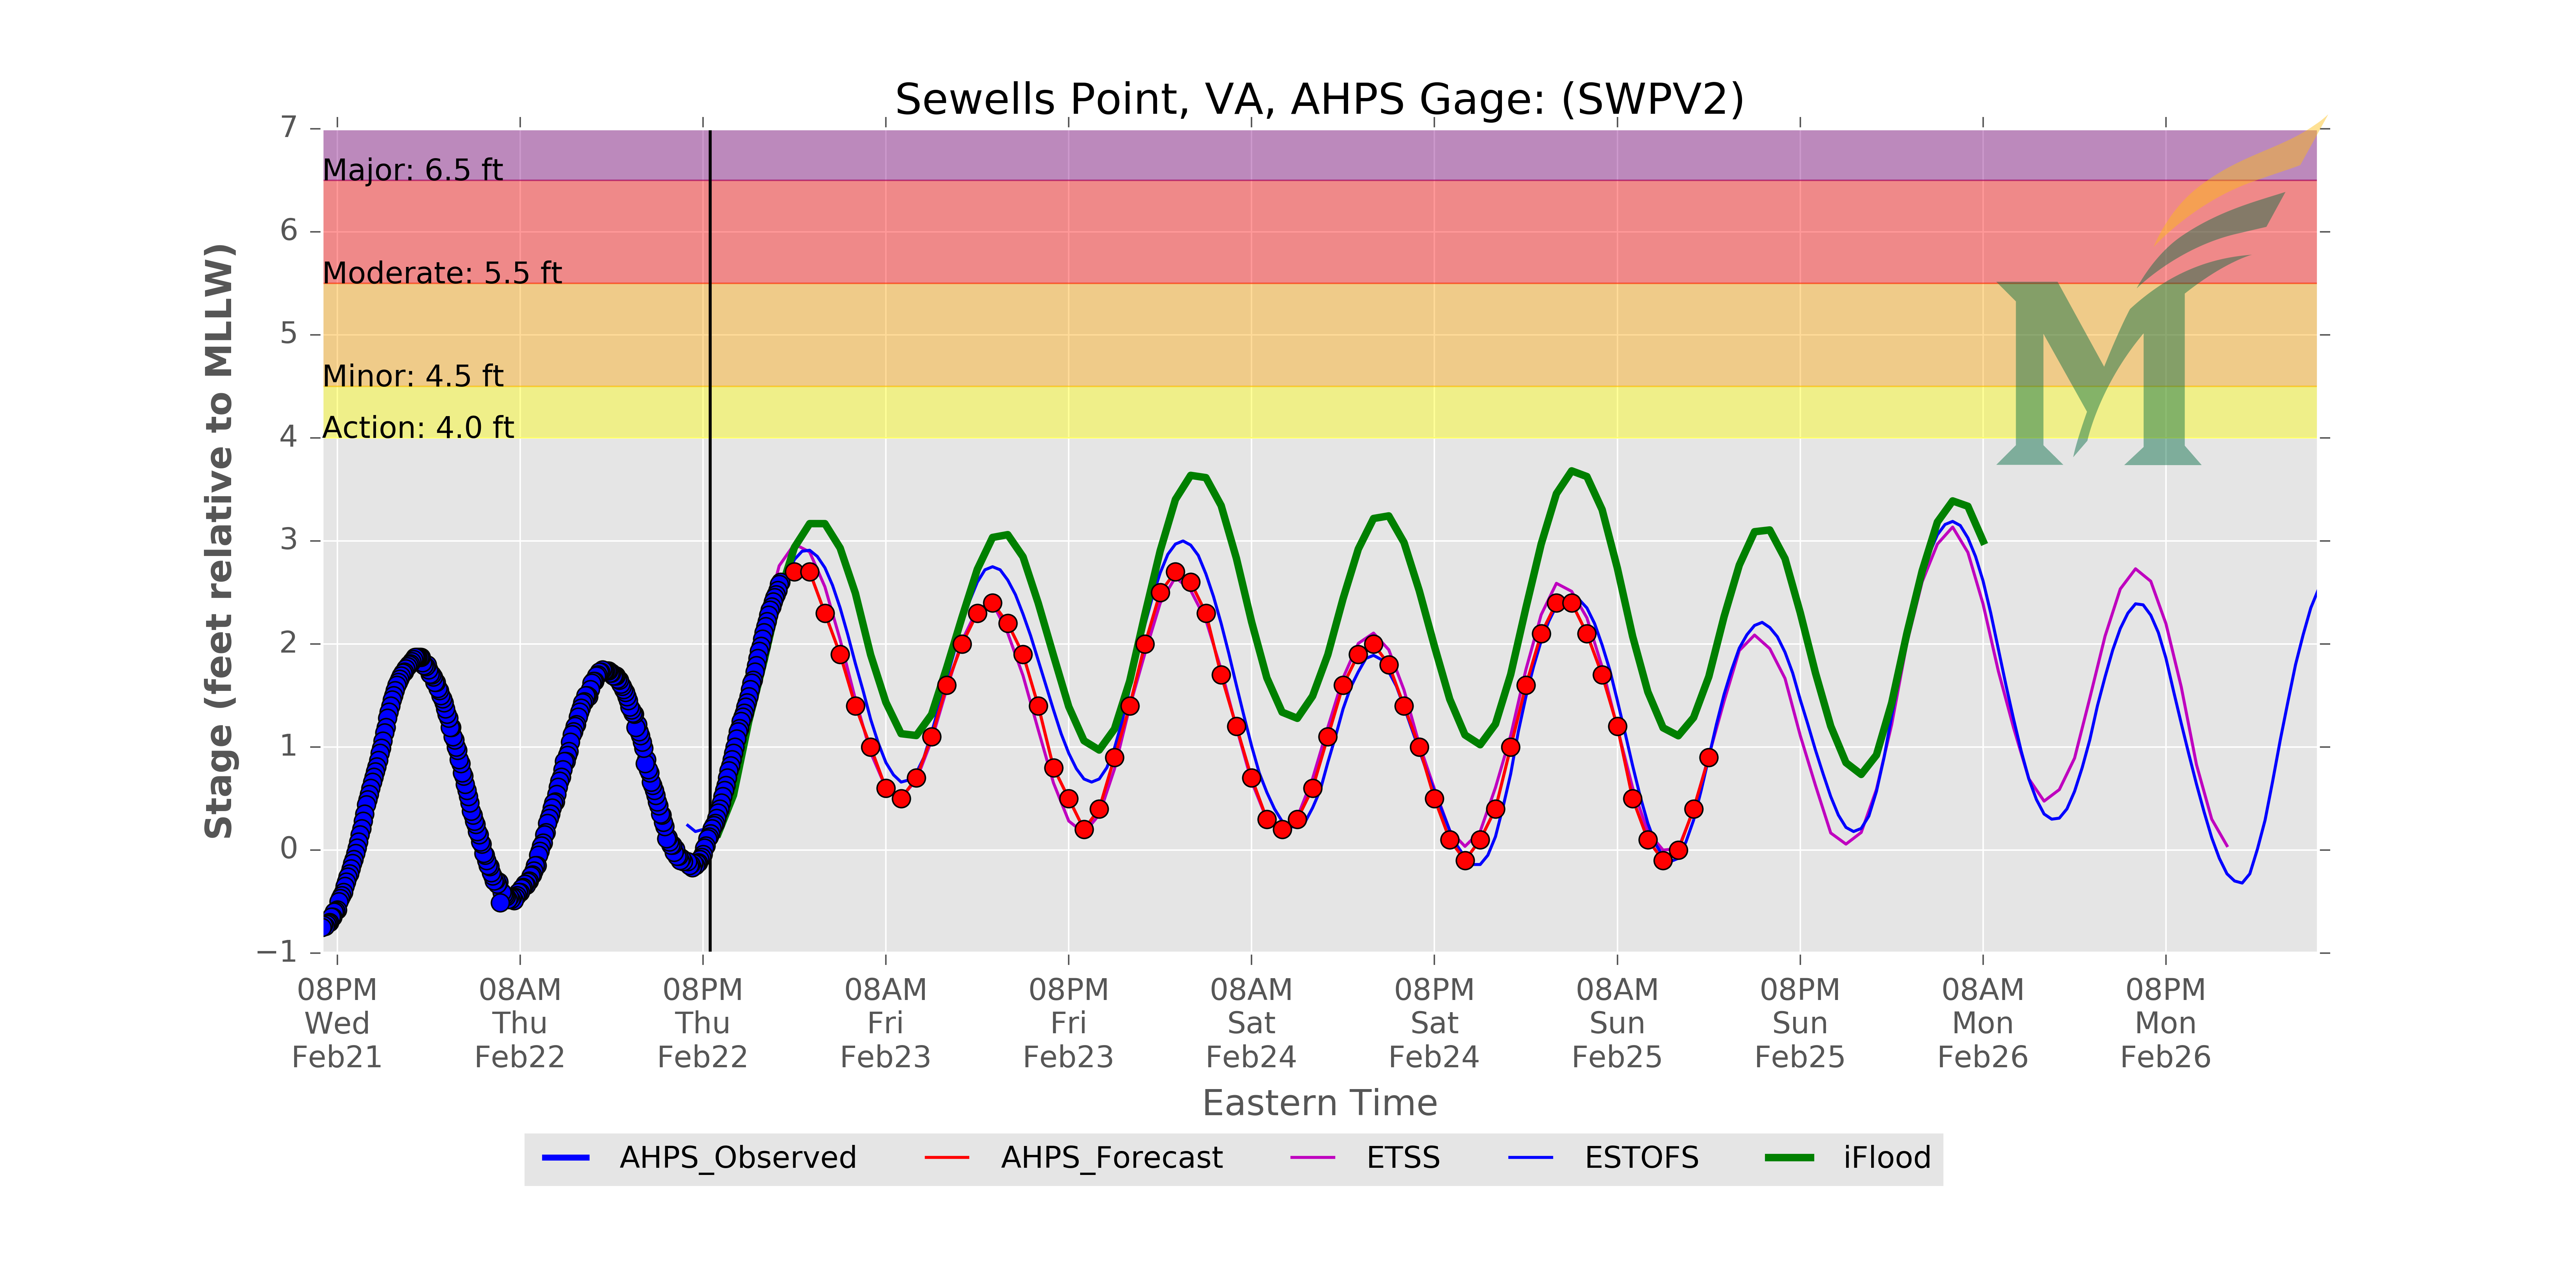 Sewells Point, VA, AHPS Gage: (SWPV2)
7
6
5
4
3
2
1
0
−1
Stage (feet relative to MLLW)
Major: 6.5 ft
Moderate: 5.5 ft
Minor: 4.5 ft
Action: 4.0 ft
M
08PM 08AM 08PM 08AM 08PM 08AM 08PM 08AM 08PM 08AM 08PM
Wed Thu Thu Fri Fri Sat Sat Sun Sun Mon Mon
Feb21 Feb22 Feb22 Feb23 Feb23 Feb24 Feb24 Feb25 Feb25 Feb26 Feb26
Eastern Time
AHPS_Observed AHPS_Forecast ETSS ESTOFS iFlood